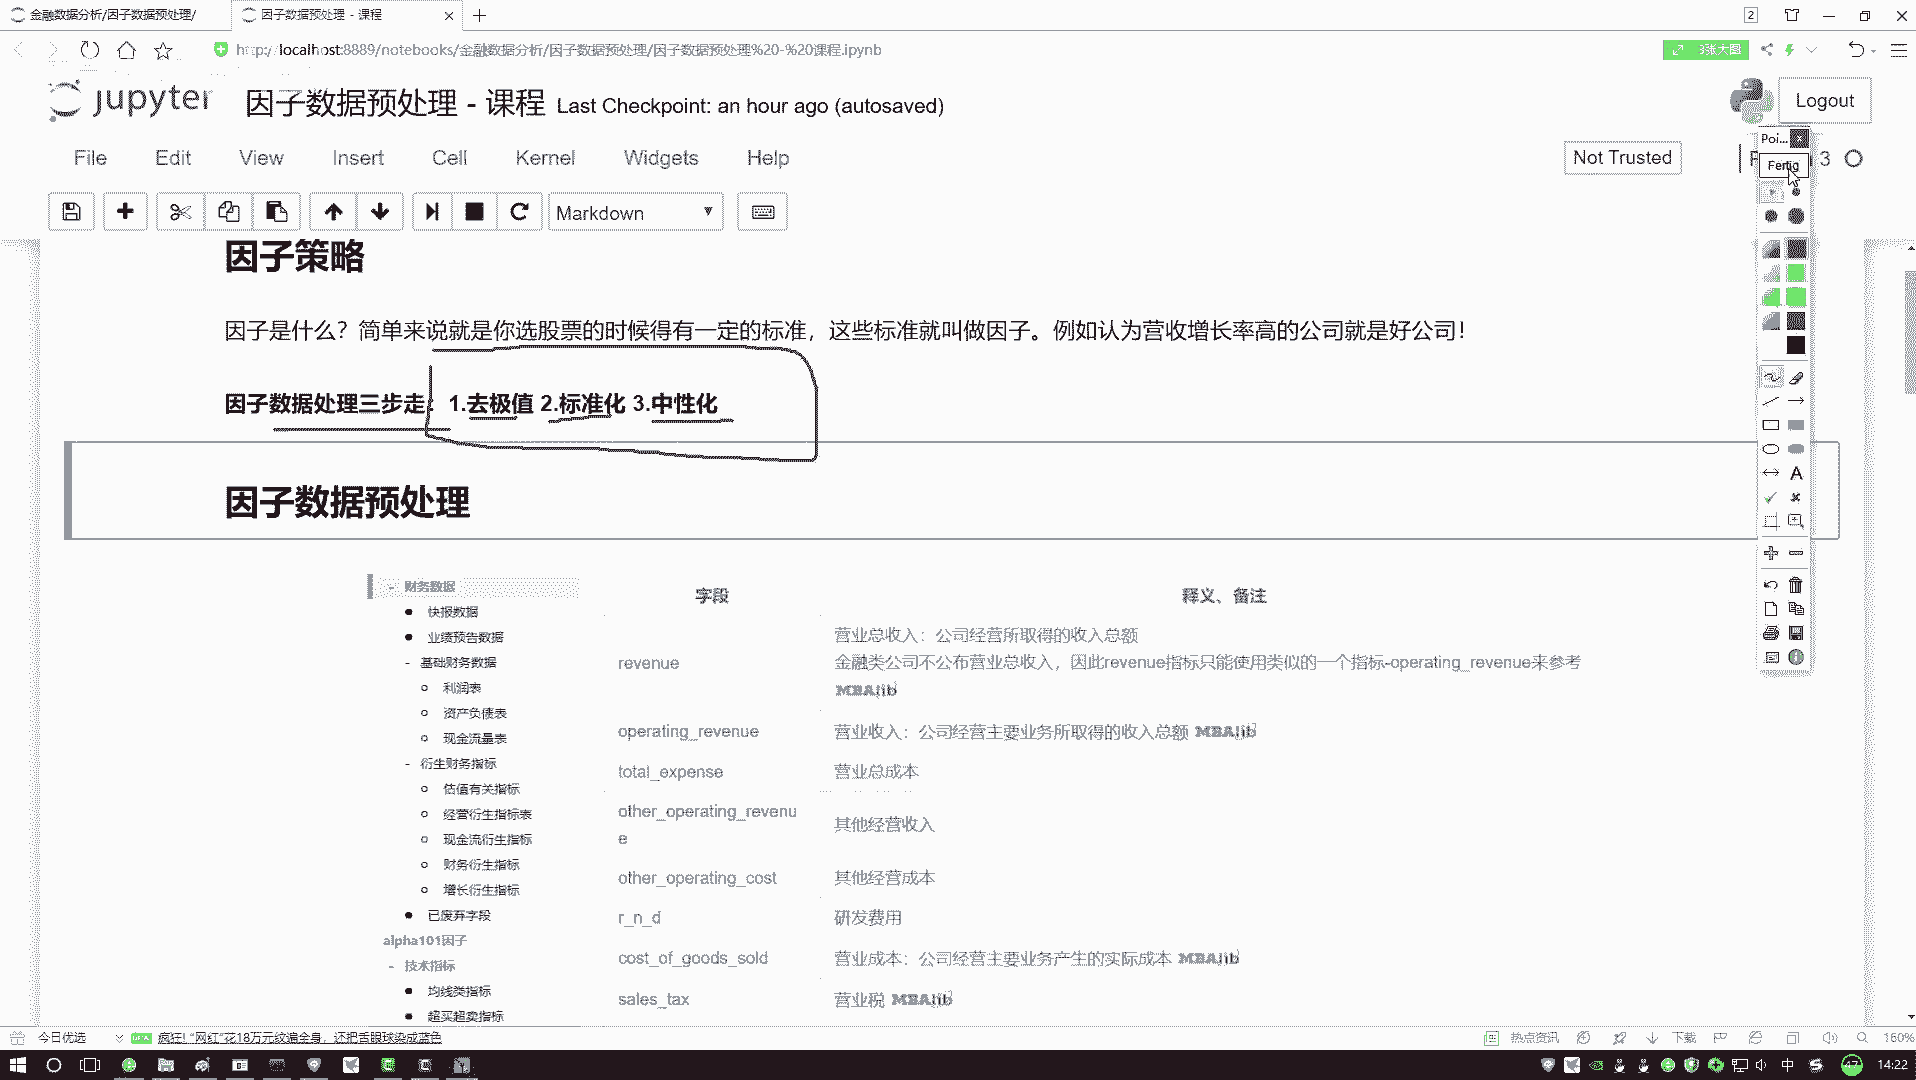 金融数据分析/因子数据预处理/
因子数据预处理 - 课程
2
http://localhost:8889/notebooks/金融数据分析/因子数据预处理/因子数据预处理%20-%20课程.ipynb
3张大图
jupyter 因子数据预处理 - 课程 Last Checkpoint: an hour ago (autosaved)
Logout
Poi...
File Edit View Insert Cell Kernel Widgets Help
Not Trusted
Fertig
3
Markdown
因子策略
因子是什么？简单来说就是你选股票的时候得有一定的标准，这些标准就叫做因子。例如认为营收增长率高的公司就是好公司！
因子数据处理三步走：1.去极值 2.标准化 3.中性化
因子数据预处理
- 财务数据
快报数据
业绩预告数据
- 基础财务数据
利润表
资产负债表
现金流量表
- 衍生财务指标
估值有关指标
经营衍生指标表
现金流衍生指标
财务衍生指标
增长衍生指标
已废弃字段
alpha101因子
- 技术指标
均线类指标
超买超卖指标
字段 释义、备注
revenue 营业总收入：公司经营所取得的收入总额
金融类公司不公布营业总收入，因此revenue指标只能使用类似的一个指标-operating_revenue来参考
MBAlib
operating_revenue 营业收入：公司经营主要业务所取得的收入总额 MBAlib
total_expense 营业总成本
other_operating_revenu
e 其他经营收入
other_operating_cost 其他经营成本
r_n_d 研发费用
cost_of_goods_sold 营业成本：公司经营主要业务产生的实际成本 MBAlib
sales_tax 营业税 MBAlib
今日优选
疯狂! “网红”花18万元纹遍全身，还把舌眼球染成蓝色
热点资讯
下载
160%
中
47
14:22